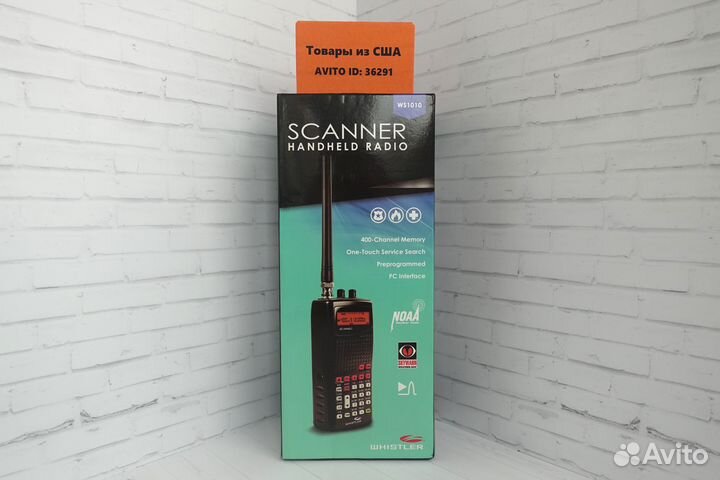 Товары из США
AVITO ID: 36291
WS1010
SCANNER
HANDHELD RADIO
400-Channel Memory
One-Touch Service Search
Preprogrammed
PC Interface
NOAA
SKYWARN
WHISTLER
Avito